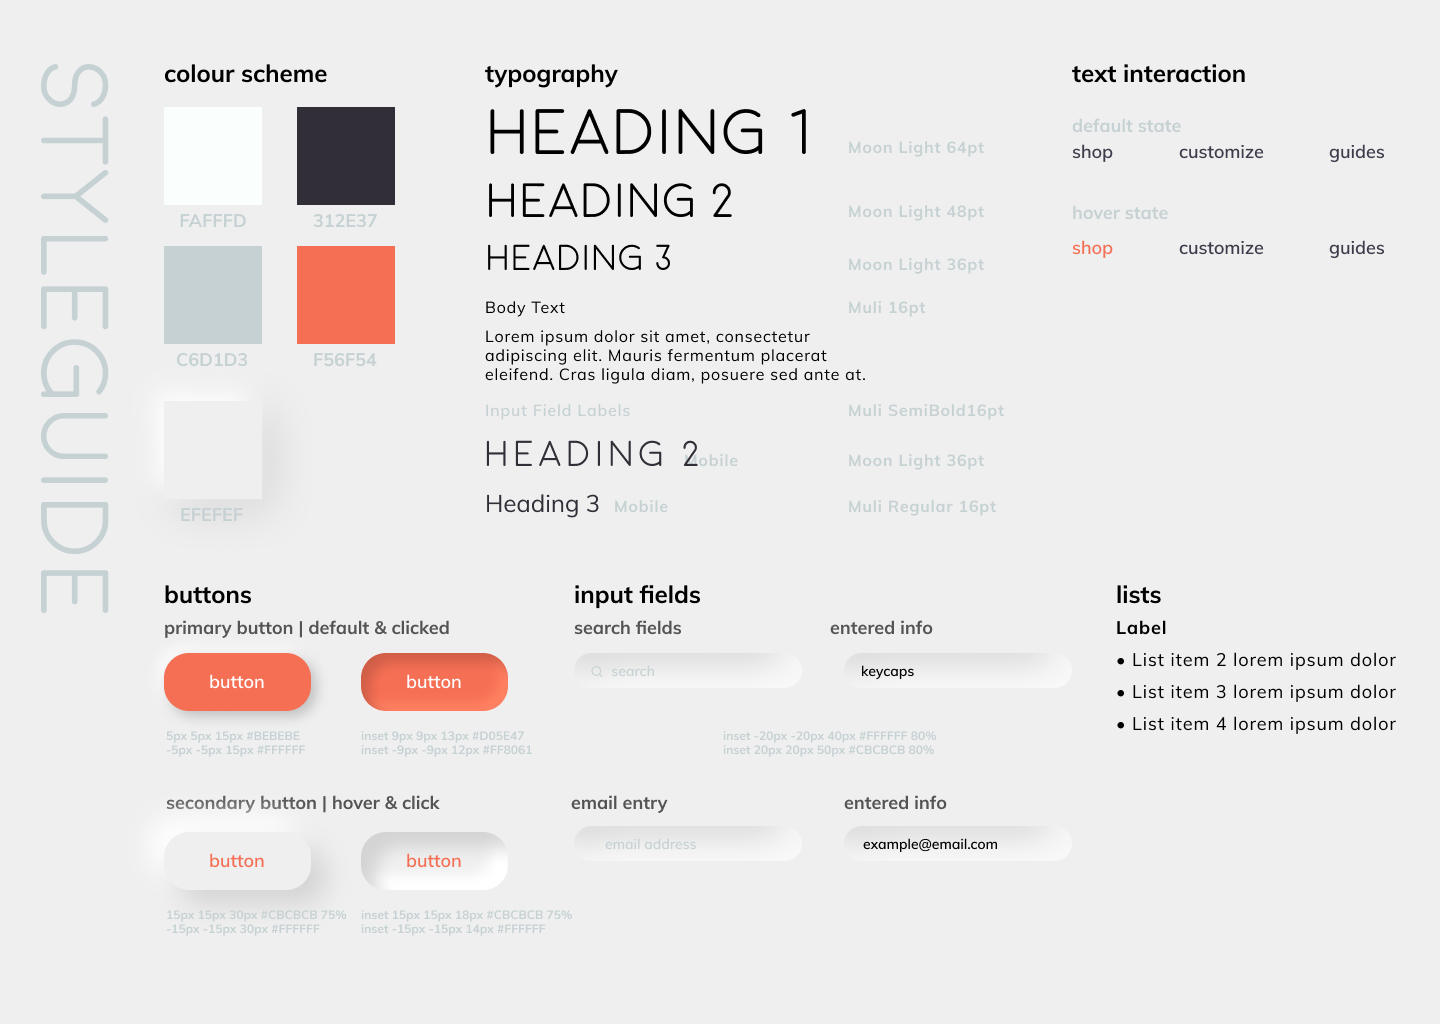 STYLEGUIDE
colour scheme
FAFFFD
312E37
C6D1D3
F56F54
EFEFEF
typography
HEADING 1
Moon Light 64pt
HEADING 2
Moon Light 48pt
HEADING 3
Moon Light 36pt
Body Text
Muli 16pt
Lorem ipsum dolor sit amet, consectetur
adipiscing elit. Mauris fermentum placerat
eleifend. Cras ligula diam, posuere sed ante at.
Input Field Labels
Muli SemiBold16pt
HEADING 2
Mobile
Moon Light 36pt
Heading 3
Mobile
Muli Regular 16pt
text interaction
default state
shop
customize
guides
hover state
shop
customize
guides
buttons
primary button | default & clicked
button
button
5px 5px 15px #BEBEBE
-5px -5px 15px #FFFFFF
inset 9px 9px 13px #D05E47
inset -9px -9px 12px #FF8061
secondary button | hover & click
button
button
15px 15px 30px #CBCBCB 75%
-15px -15px 30px #FFFFFF
inset 15px 15px 18px #CBCBCB 75%
inset -15px -15px 14px #FFFFFF
input fields
search fields
entered info
search
keycaps
inset -20px -20px 40px #FFFFFF 80%
inset 20px 20px 50px #CBCBCB 80%
email entry
entered info
email address
example@email.com
lists
Label
• List item 2 lorem ipsum dolor
• List item 3 lorem ipsum dolor
• List item 4 lorem ipsum dolor